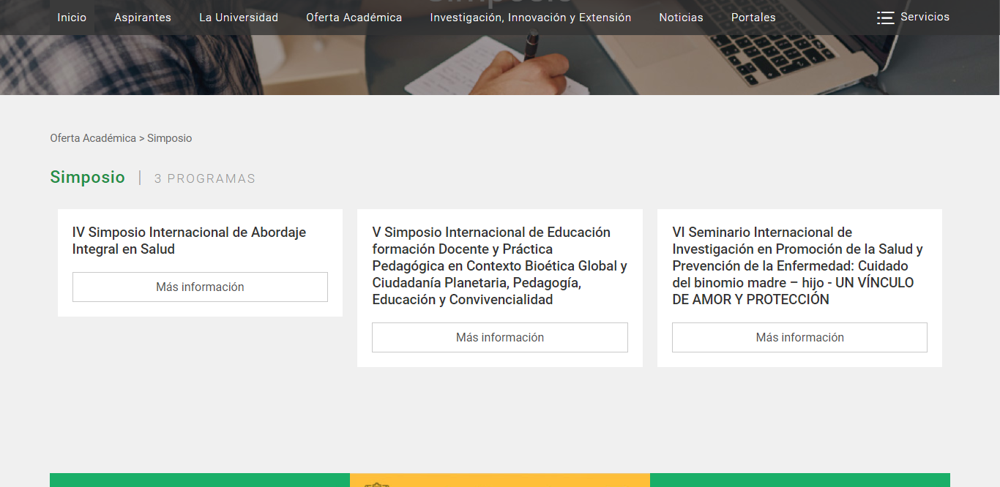 Inicio Aspirantes La Universidad Oferta Académica Investigación, Innovación y Extensión Noticias Portales Servicios
Oferta Académica > Simposio
Simposio | 3 PROGRAMAS
IV Simposio Internacional de Abordaje
Integral en Salud
Más información
V Simposio Internacional de Educación
formación Docente y Práctica
Pedagógica en Contexto Bioética Global y
Ciudadanía Planetaria, Pedagogía,
Educación y Convivencialidad
Más información
VI Seminario Internacional de
Investigación en Promoción de la Salud y
Prevención de la Enfermedad: Cuidado
del binomio madre – hijo - UN VÍNCULO
DE AMOR Y PROTECCIÓN
Más información